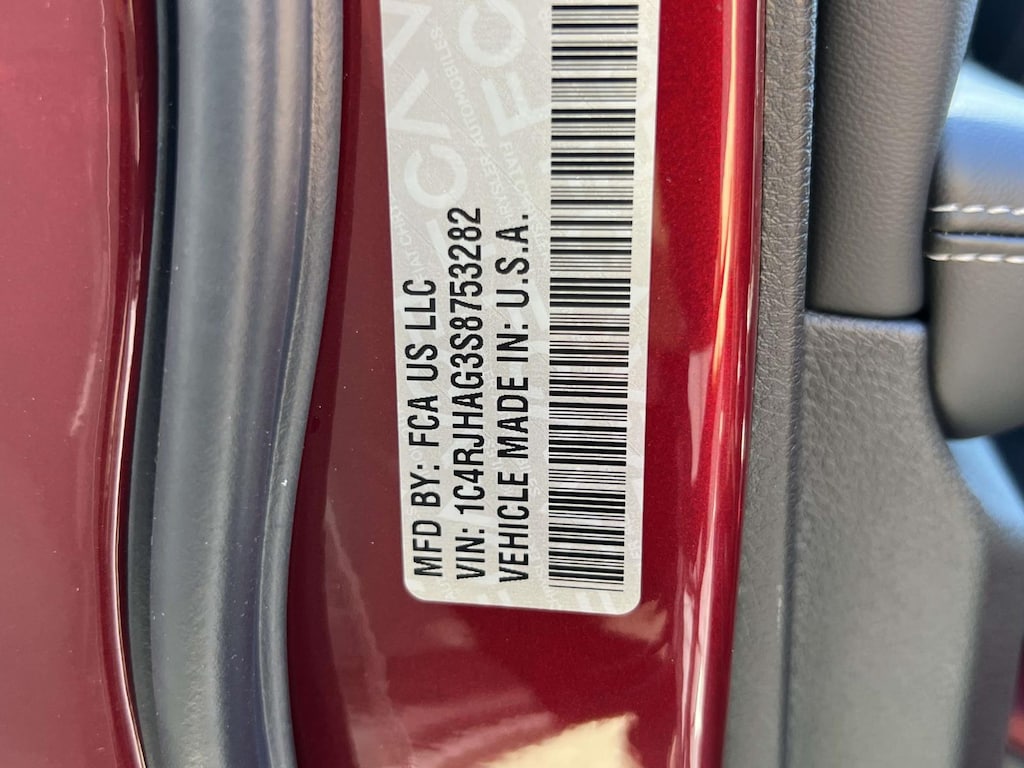 MFD BY: FCA US LLC
VIN: 1C4RJHAG3S8753282
VEHICLE MADE IN: U.S.A.